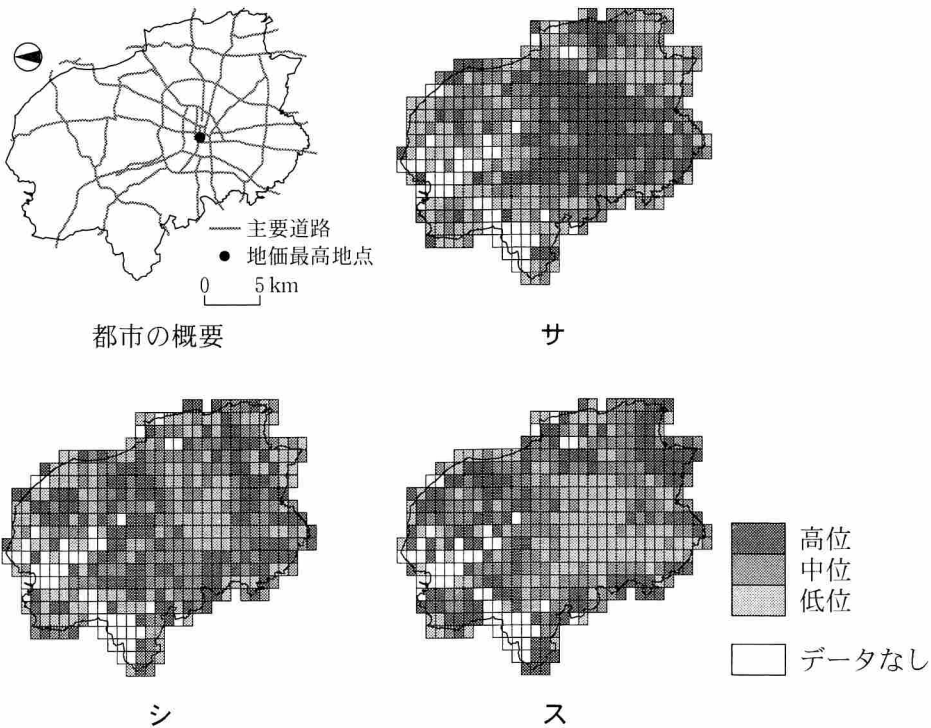 主要道路
地価最高地点
0 5 km
都市の概要
サ
シ
ス
高位
中位
低位
データなし